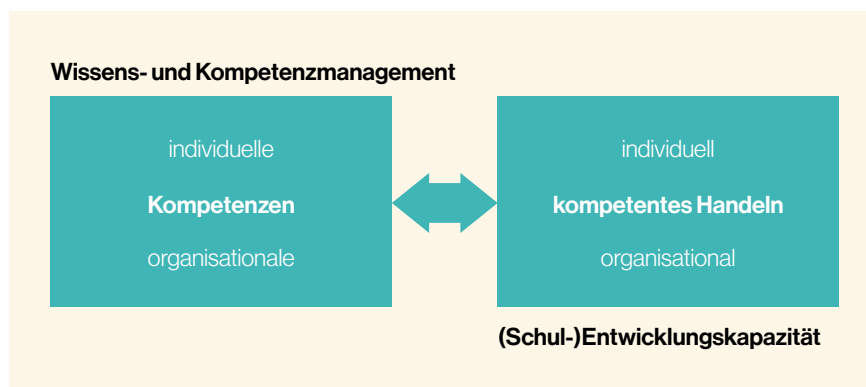 Wissens- und Kompetenzmanagement
individuelle
Kompetenzen
organisationale
individuell
kompetentes Handeln
organisational
(Schul-)Entwicklungskapazität